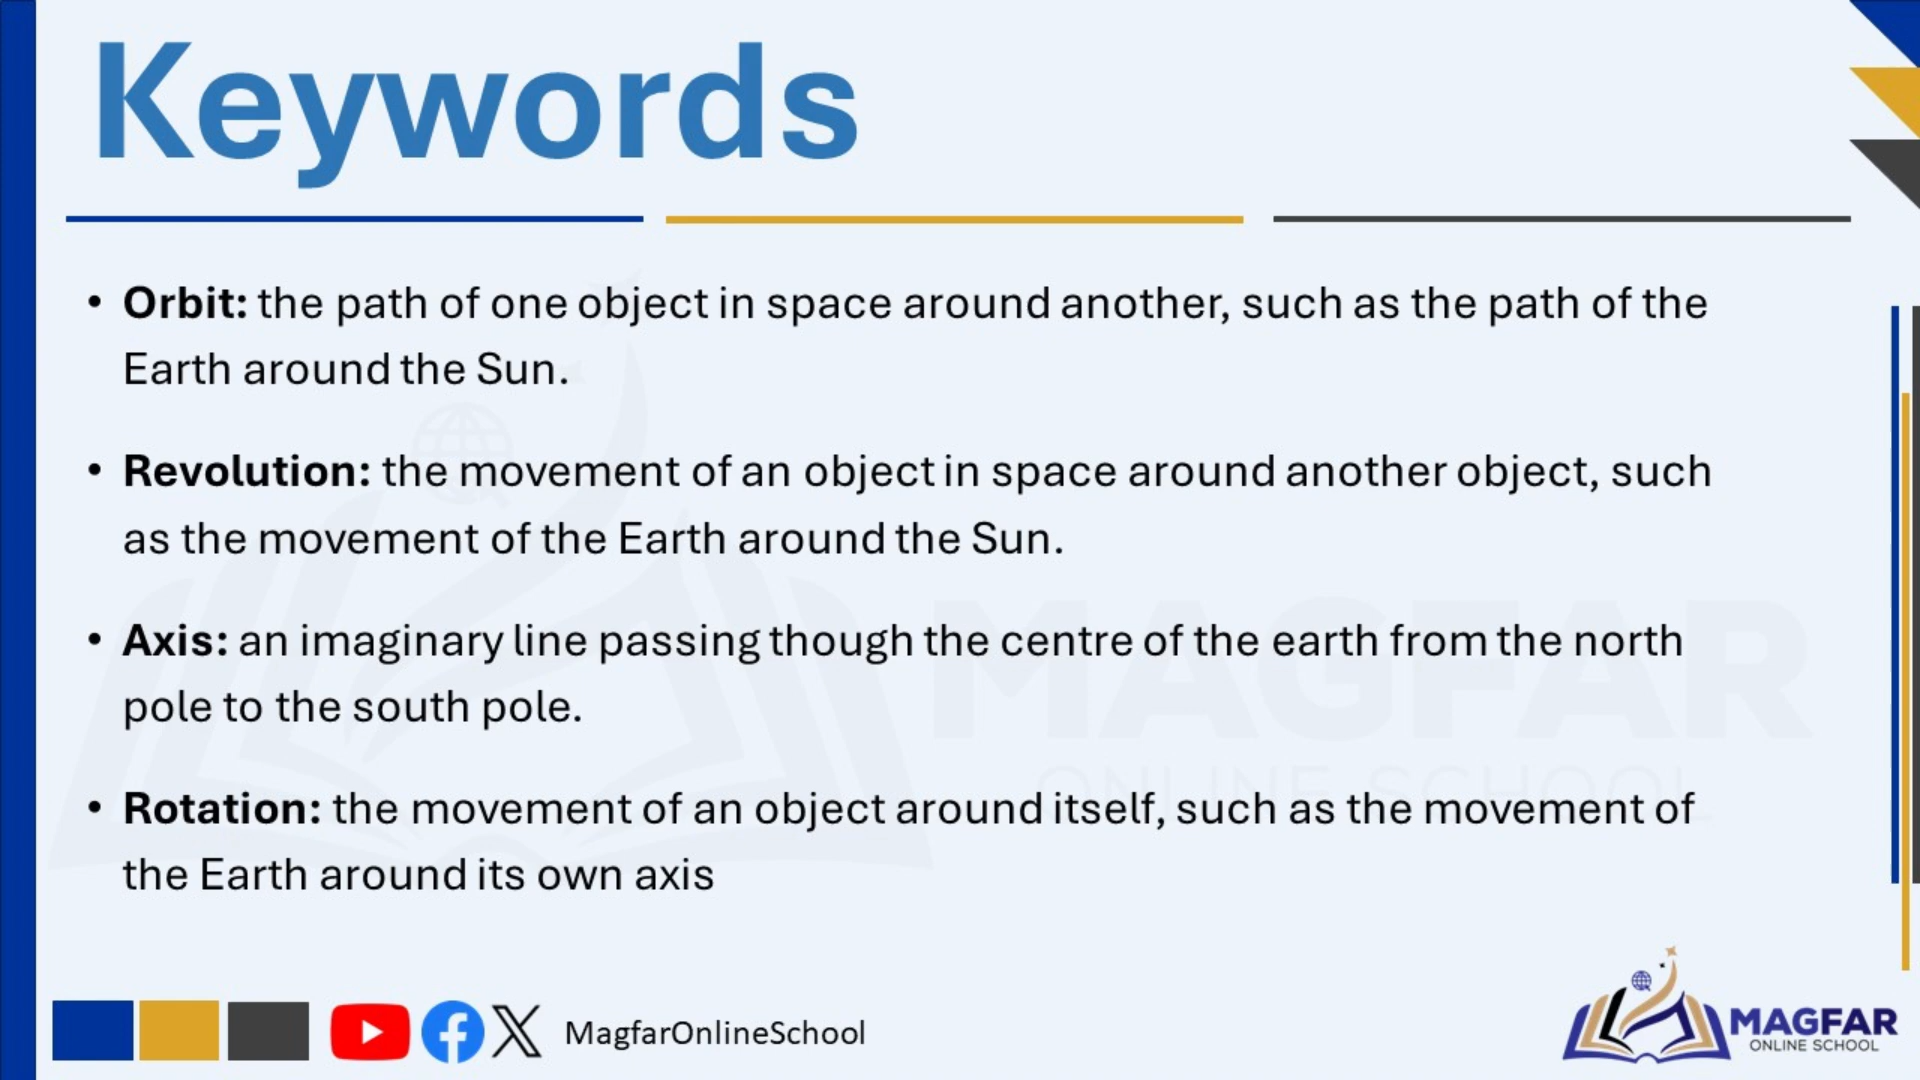 Keywords
• Orbit: the path of one object in space around another, such as the path of the
Earth around the Sun.
• Revolution: the movement of an object in space around another object, such
as the movement of the Earth around the Sun.
• Axis: an imaginary line passing though the centre of the earth from the north
pole to the south pole.
• Rotation: the movement of an object around itself, such as the movement of
the Earth around its own axis
MAGFAR
ONLINE SCHOOL
MagfarOnlineSchool
MAGFAR
ONLINE SCHOOL